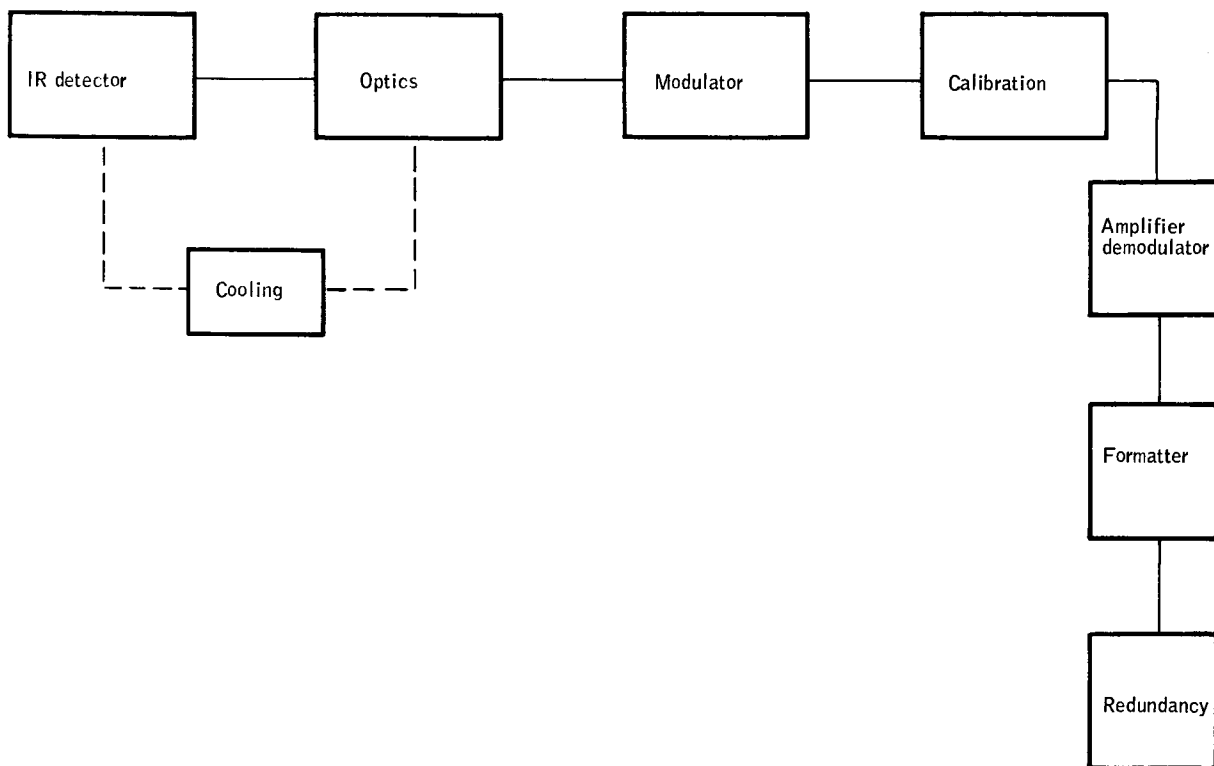 IR detector
Optics
Modulator
Calibration
Amplifier
demodulator
Cooling
Formatter
Redundancy